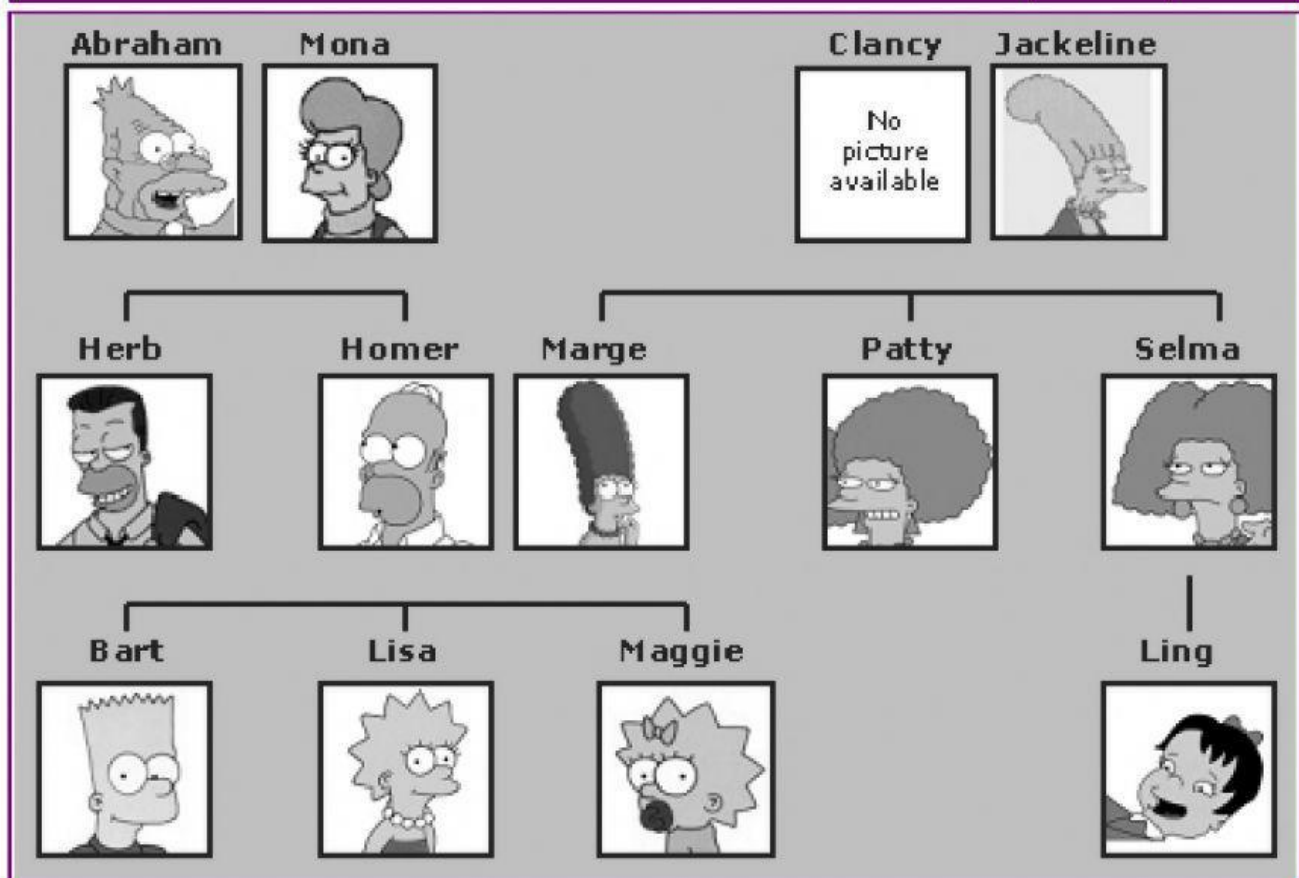 Abraham Mona Clancy Jackeline
No
picture
available
Herb Homer Marge Patty Selma
Bart Lisa Maggie Ling